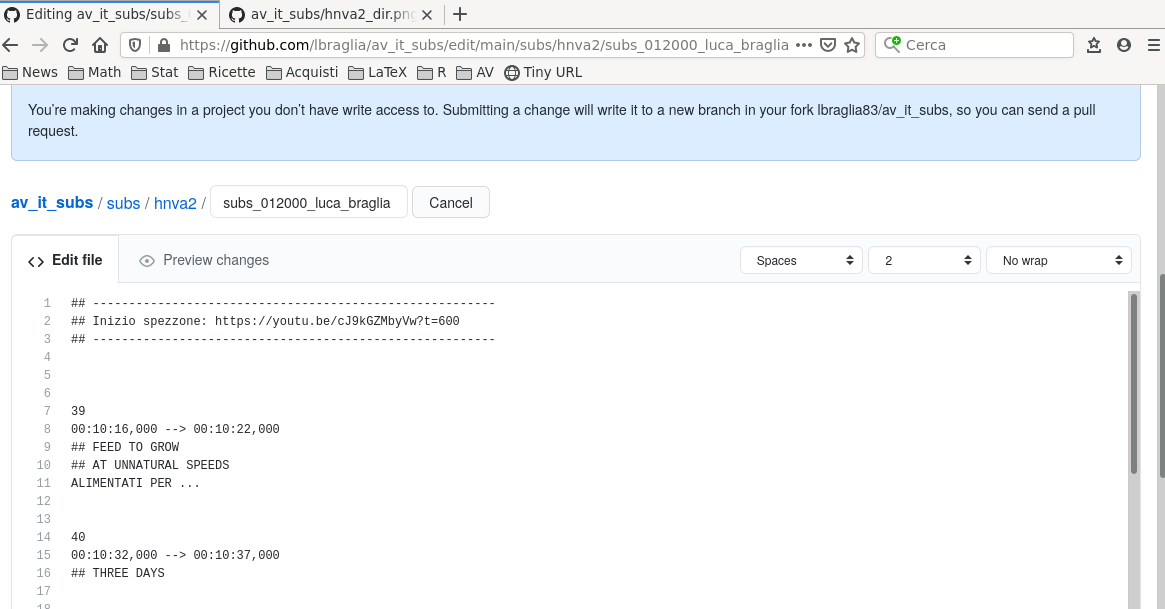 Editing av_it_subs/subs_
av_it_subs/hnva2_dir.png
https://github.com/lbraglia/av_it_subs/edit/main/subs/hnva2/subs_012000_luca_braglia
Cerca
News Math Stat Ricette Acquisti LaTeX R AV Tiny URL
You're making changes in a project you don't have write access to. Submitting a change will write it to a new branch in your fork lbraglia83/av_it_subs, so you can send a pull
request.
av_it_subs / subs / hnva2 / subs_012000_luca_braglia Cancel
<> Edit file Preview changes Spaces 2 No wrap
1 ## --------------------------------------------------------
2 ## Inizio spezzone: https://youtu.be/cJ9kGZMbyVw?t=600
3 ## --------------------------------------------------------
4
5
6
7 39
8 00:10:16,000 --> 00:10:22,000
9 ## FEED TO GROW
10 ## AT UNNATURAL SPEEDS
11 ALIMENTATI PER ...
12
13
14 40
15 00:10:32,000 --> 00:10:37,000
16 ## THREE DAYS
17
18